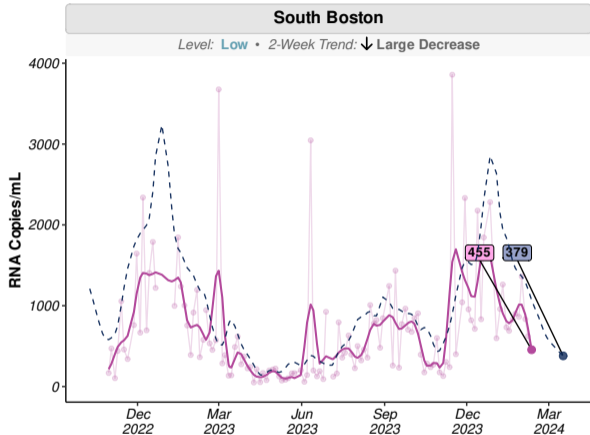 South Boston
Level: Low • 2-Week Trend: ↓ Large Decrease
RNA Copies/mL
4000
3000
2000
1000
0
455
379
Dec Mar Jun Sep Dec Mar
2022 2023 2023 2023 2023 2024